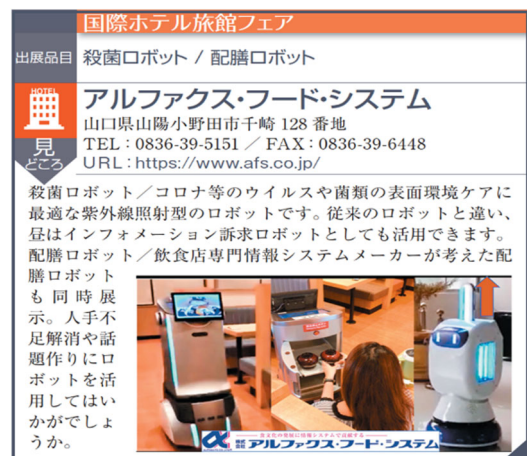 国際ホテル旅館フェア
出展品目 殺菌ロボット / 配膳ロボット
HOTEL
見どころ
アルファクス・フード・システム
山口県山陽小野田市千崎 128 番地
TEL：0836-39-5151 ／ FAX：0836-39-6448
URL：https://www.afs.co.jp/
殺菌ロボット／コロナ等のウイルスや菌類の表面環境ケアに
最適な紫外線照射型のロボットです。従来のロボットと違い、
昼はインフォメーション訴求ロボットとしても活用できます。
配膳ロボット／飲食店専門情報システムメーカーが考えた配
膳ロボット
も同時展
示。人手不
足解消や話
題作りにロ
ボットを活
用してはい
かがでしょ
うか。
株式会社 アルファクス・フード・システム